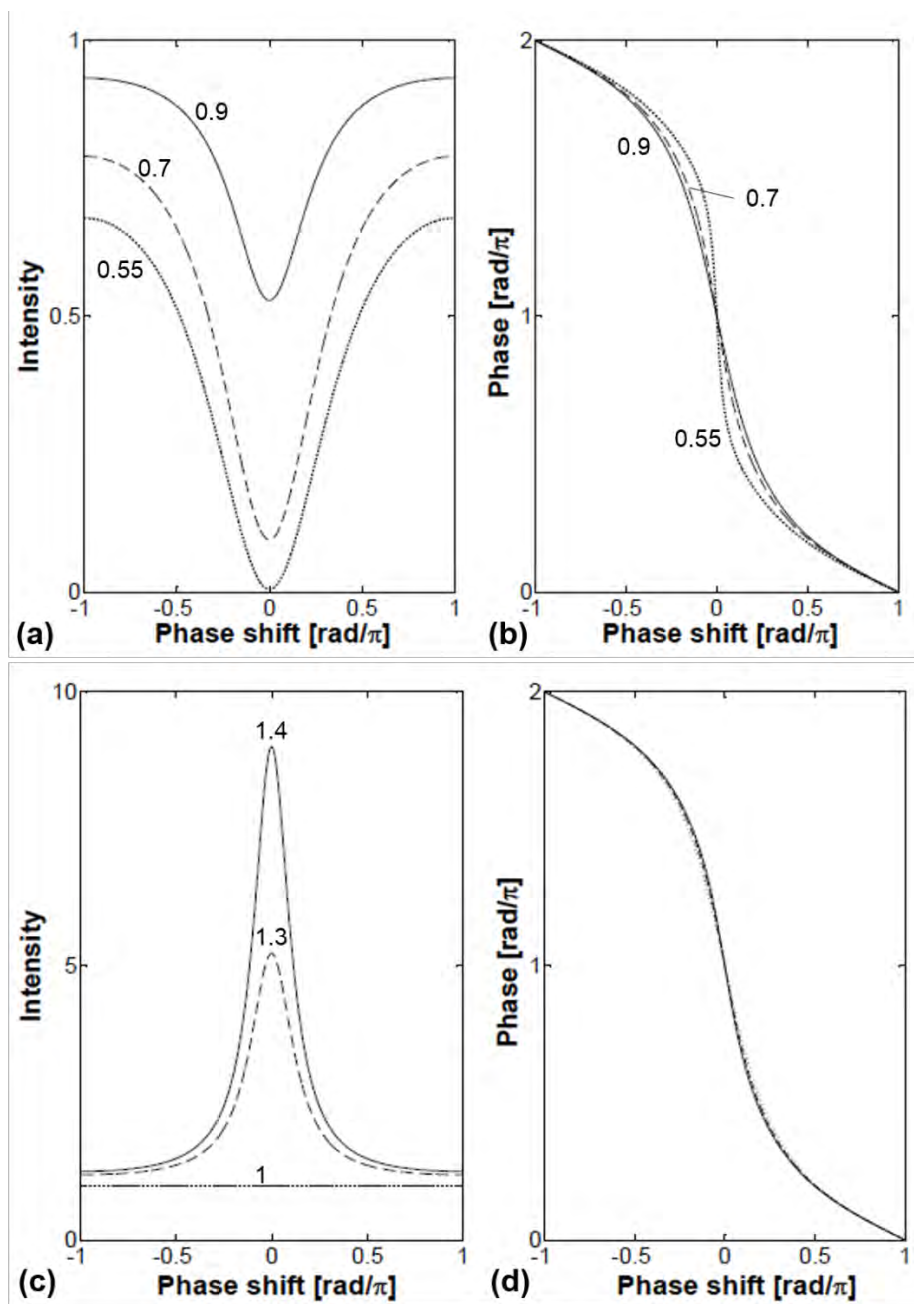 1
0.5
0
Intensity
0.9
0.7
0.55
-1 -0.5 0 0.5 1
(a) Phase shift [rad/π]
2
1
0
Phase [rad/π]
0.9
0.7
0.55
-1 -0.5 0 0.5 1
(b) Phase shift [rad/π]
10
5
0
Intensity
1.4
1.3
1
-1 -0.5 0 0.5 1
(c) Phase shift [rad/π]
2
1
0
Phase [rad/π]
-1 -0.5 0 0.5 1
(d) Phase shift [rad/π]